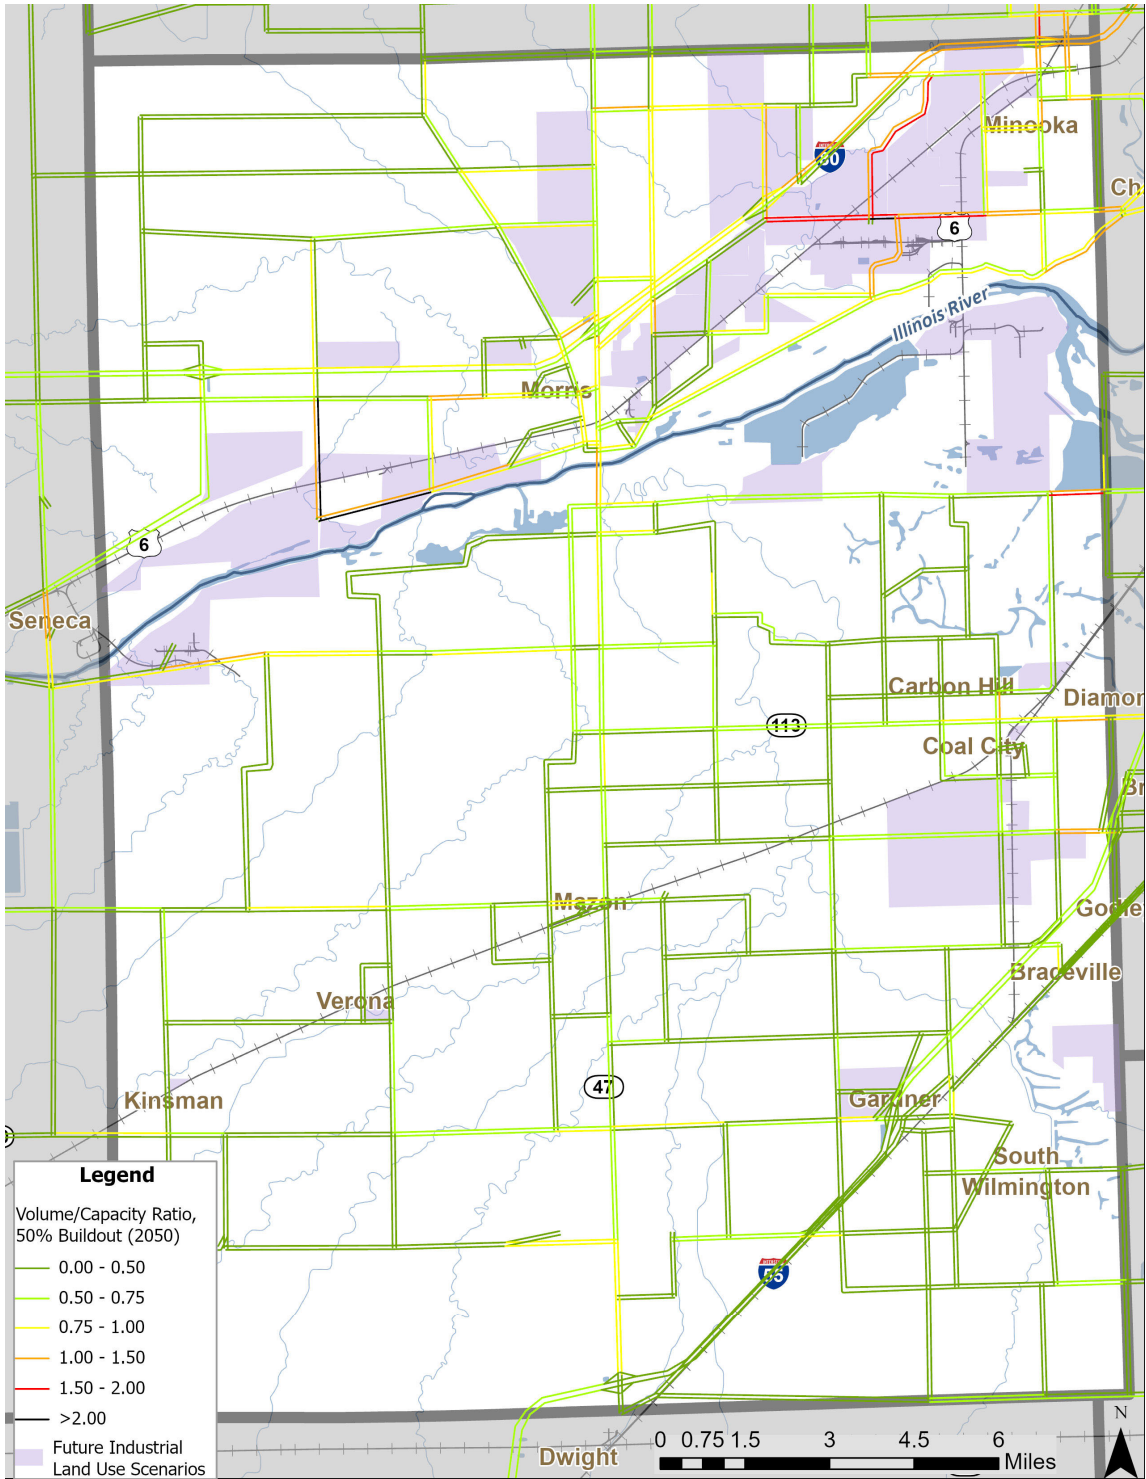 Minooka
80
Ch
6
Illinois River
Morris
6
Seneca
Carbon Hill
Diamon
113
Coal City
Br
Mazon
Godle
Braceville
Verona
47
Kinsman
Gardner
South
Wilmington
55
Legend
Volume/Capacity Ratio,
50% Buildout (2050)
0.00 - 0.50
0.50 - 0.75
0.75 - 1.00
1.00 - 1.50
1.50 - 2.00
>2.00
Future Industrial
Land Use Scenarios
Dwight
0 0.75 1.5 3 4.5 6
Miles
N